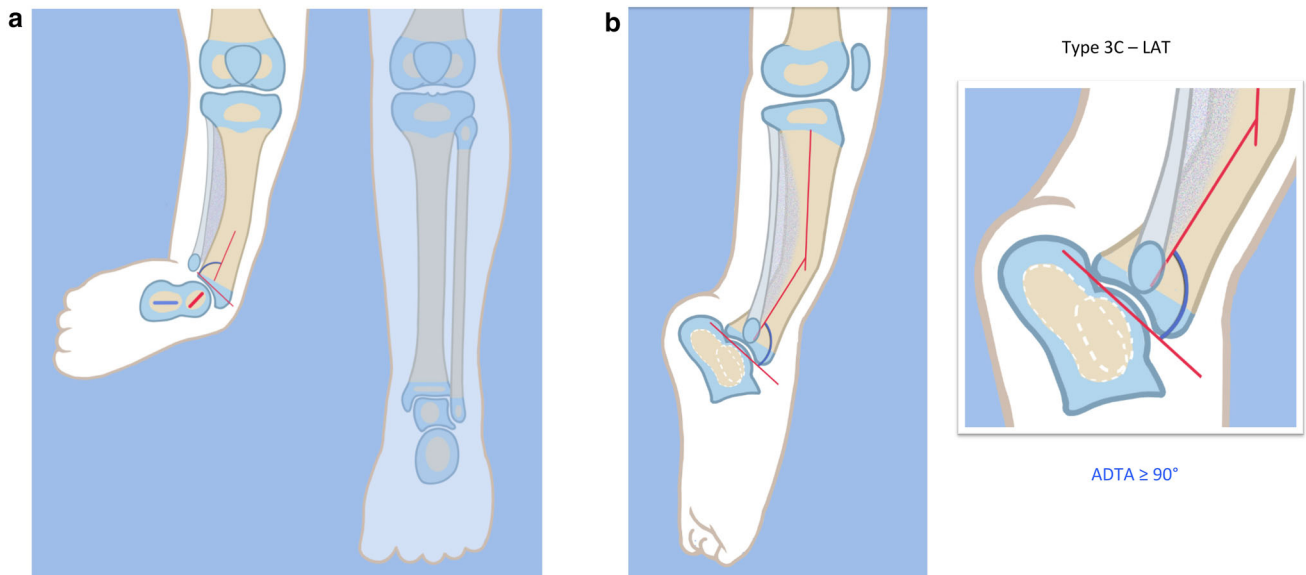 a
b
Type 3C – LAT
ADTA ≥ 90°